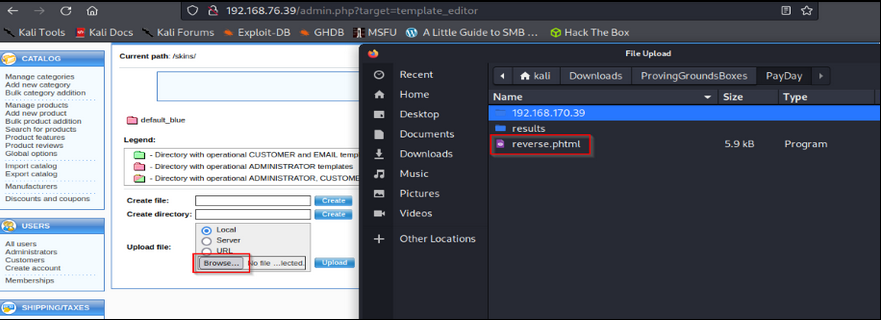 192.168.76.39/admin.php?target=template_editor
Kali Tools Kali Docs Kali Forums Exploit-DB GHDB MSFU A Little Guide to SMB ... Hack The Box
CATALOG
Manage categories
Add new category
Bulk category addition
Manage products
Add new product
Bulk product addition
Search for products
Product features
Product reviews
Global options
Import catalog
Export catalog
Manufacturers
Discounts and coupons
USERS
All users
Administrators
Customers
Create account
Memberships
SHIPPING/TAXES
Current path: /skins/
default_blue
Legend:
- Directory with operational CUSTOMER and EMAIL temp
- Directory with operational ADMINISTRATOR templates
- Directory with operational ADMINISTRATOR, CUSTOME
Create file: Create
Create directory: Create
Upload file:
Local
Server
URL
Browse... No file ...lected. Upload
File Upload
Recent
Home
Desktop
Documents
Downloads
Music
Pictures
Videos
Other Locations
kali Downloads ProvingGroundsBoxes PayDay
Name Size Type
192.168.170.39
results
reverse.phtml 5.9 kB Program